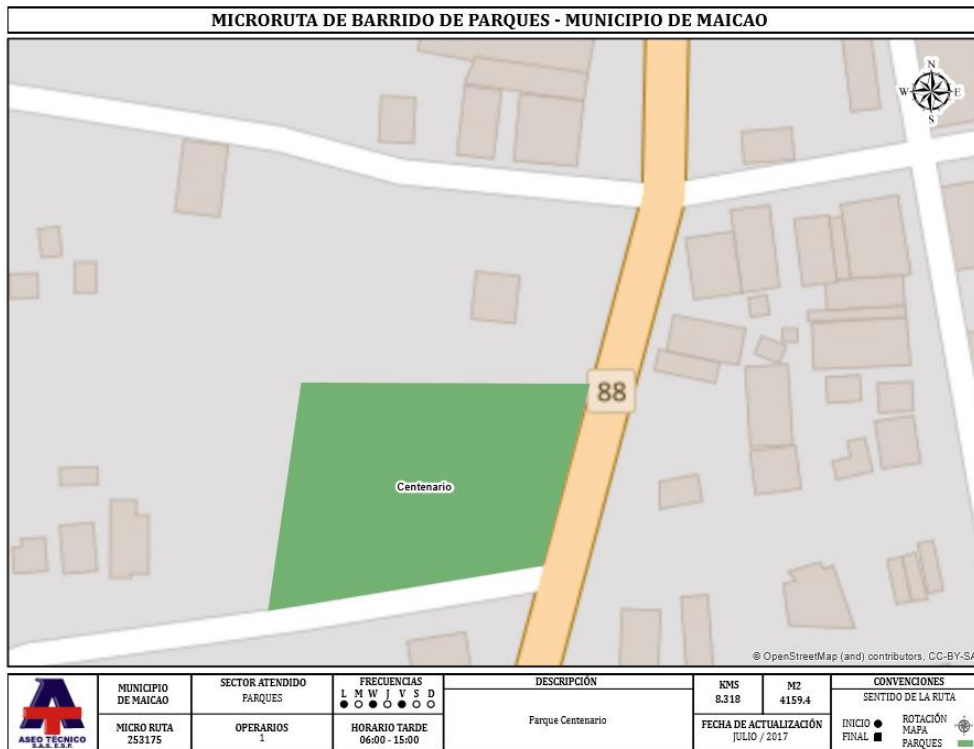 MICRORUTA DE BARRIDO DE PARQUES - MUNICIPIO DE MAICAO
N
W E
S
88
Centenario
© OpenStreetMap (and) contributors, CC-BY-SA
ASEO TECNICO
S.A.S. E.S.P.
MUNICIPIO
DE MAICAO
MICRO RUTA
253175
SECTOR ATENDIDO
PARQUES
OPERARIOS
1
FRECUENCIAS
L M W J V S D
HORARIO TARDE
06:00 - 15:00
DESCRIPCIÓN
Parque Centenario
KMS
8.318
M2
4159.4
FECHA DE ACTUALIZACIÓN
JULIO / 2017
CONVENCIONES
SENTIDO DE LA RUTA
INICIO
FINAL
ROTACIÓN
MAPA
PARQUES